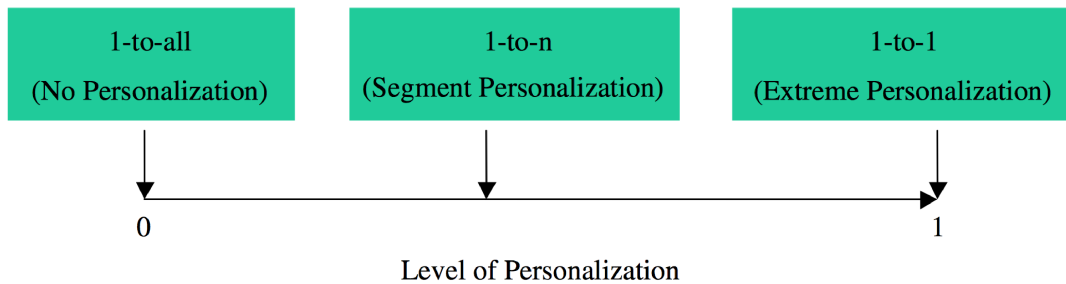 1-to-all
(No Personalization)
1-to-n
(Segment Personalization)
1-to-1
(Extreme Personalization)
0
1
Level of Personalization